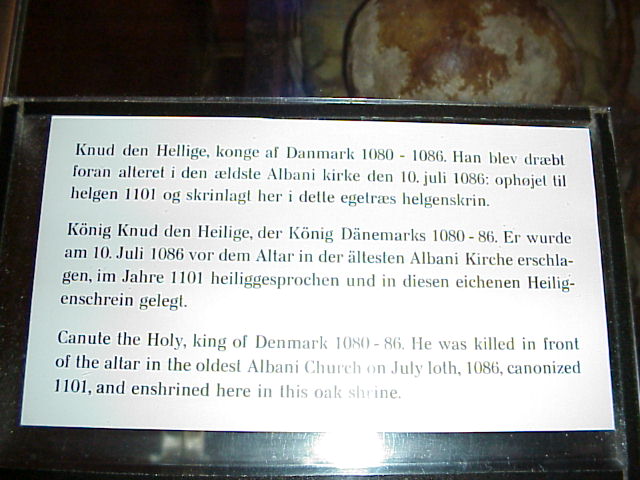 Knud den Hellige, konge af Danmark 1080 - 1086. Han blev dræbt
foran alteret i den ældste Albani kirke den 10. juli 1086: ophøjet til
helgen 1101 og skrinlagt her i dette egetræs helgenskrin.
König Knud den Heilige, der König Dänemarks 1080 - 86. Er wurde
am 10. Juli 1086 vor dem Altar in der ältesten Albani Kirche erschla-
gen, im Jahre 1101 heiliggesprochen und in diesen eichenen Heilig-
enschrein gelegt.
Canute the Holy, king of Denmark 1080 - 86. He was killed in front
of the altar in the oldest Albani Church on July loth, 1086, canonized
1101, and enshrined here in this oak shrine.